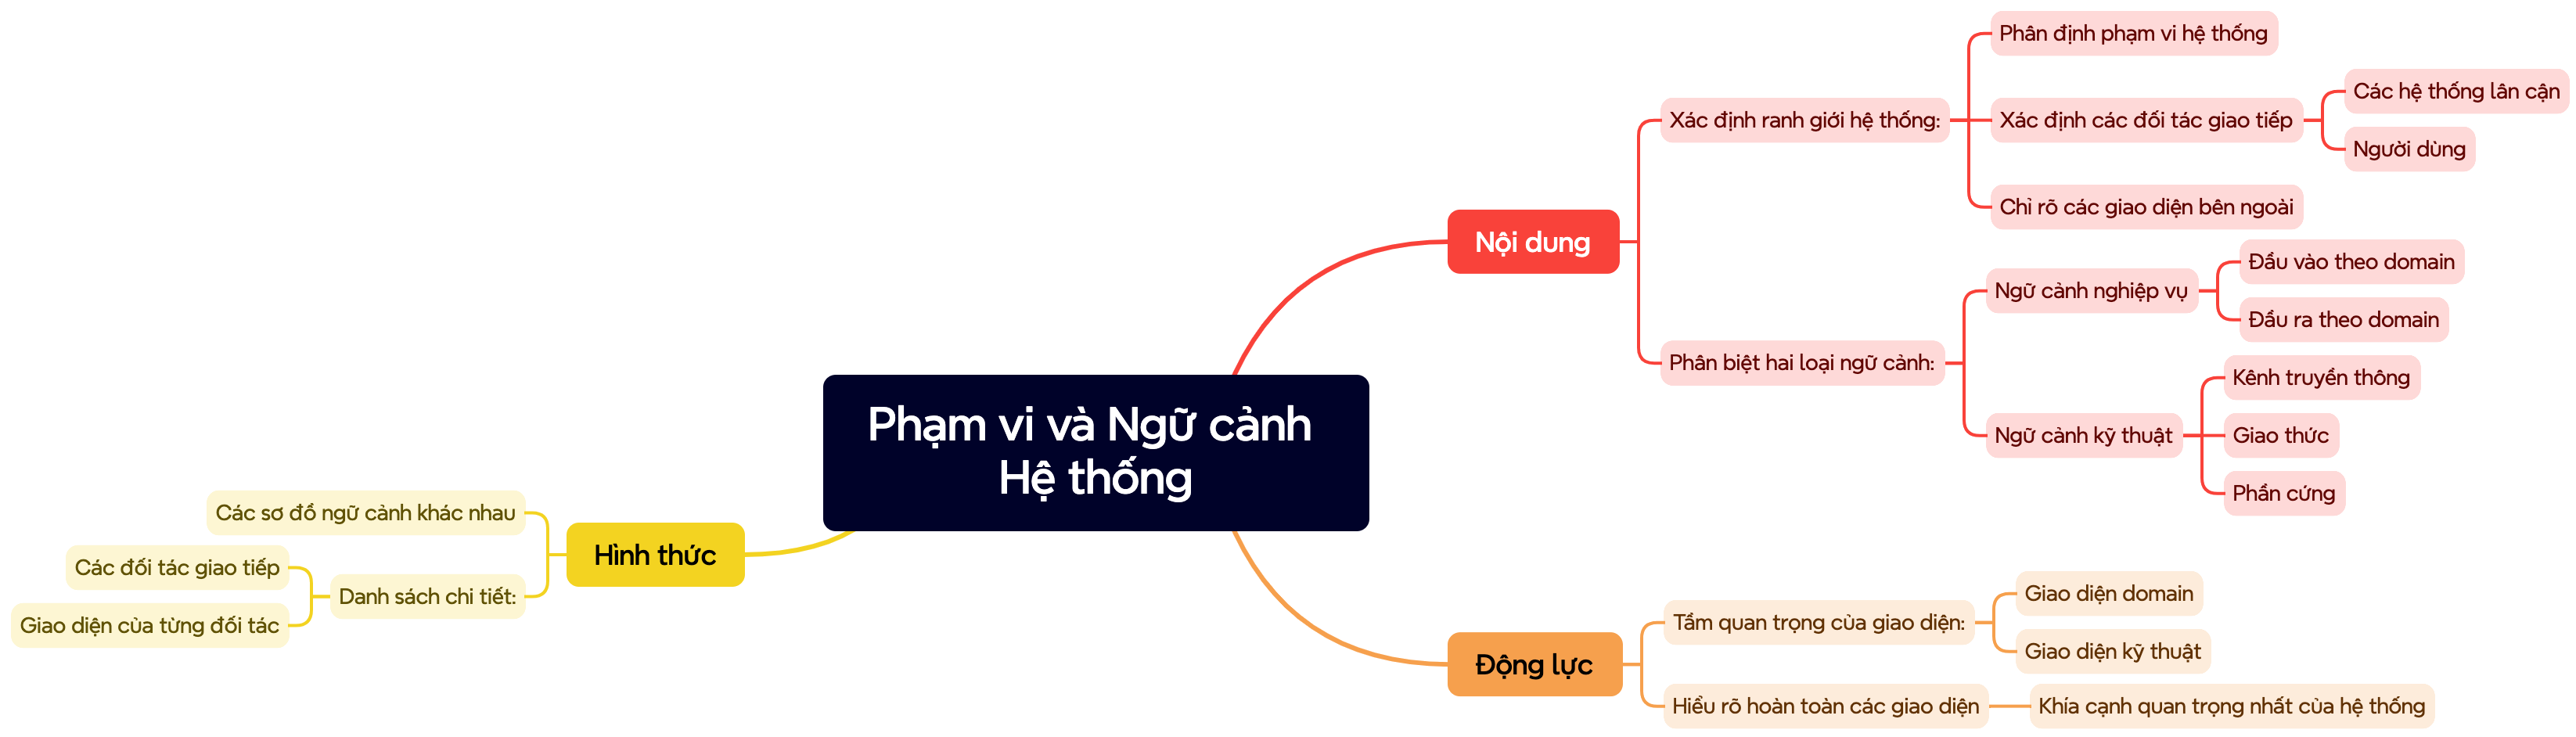 Phạm vi và Ngữ cảnh
Hệ thống
Nội dung
Xác định ranh giới hệ thống:
Phân định phạm vi hệ thống
Xác định các đối tác giao tiếp
Các hệ thống lân cận
Người dùng
Chỉ rõ các giao diện bên ngoài
Phân biệt hai loại ngữ cảnh:
Ngữ cảnh nghiệp vụ
Đầu vào theo domain
Đầu ra theo domain
Ngữ cảnh kỹ thuật
Kênh truyền thông
Giao thức
Phần cứng
Động lực
Tầm quan trọng của giao diện:
Giao diện domain
Giao diện kỹ thuật
Hiểu rõ hoàn toàn các giao diện
Khía cạnh quan trọng nhất của hệ thống
Hình thức
Các sơ đồ ngữ cảnh khác nhau
Danh sách chi tiết:
Các đối tác giao tiếp
Giao diện của từng đối tác